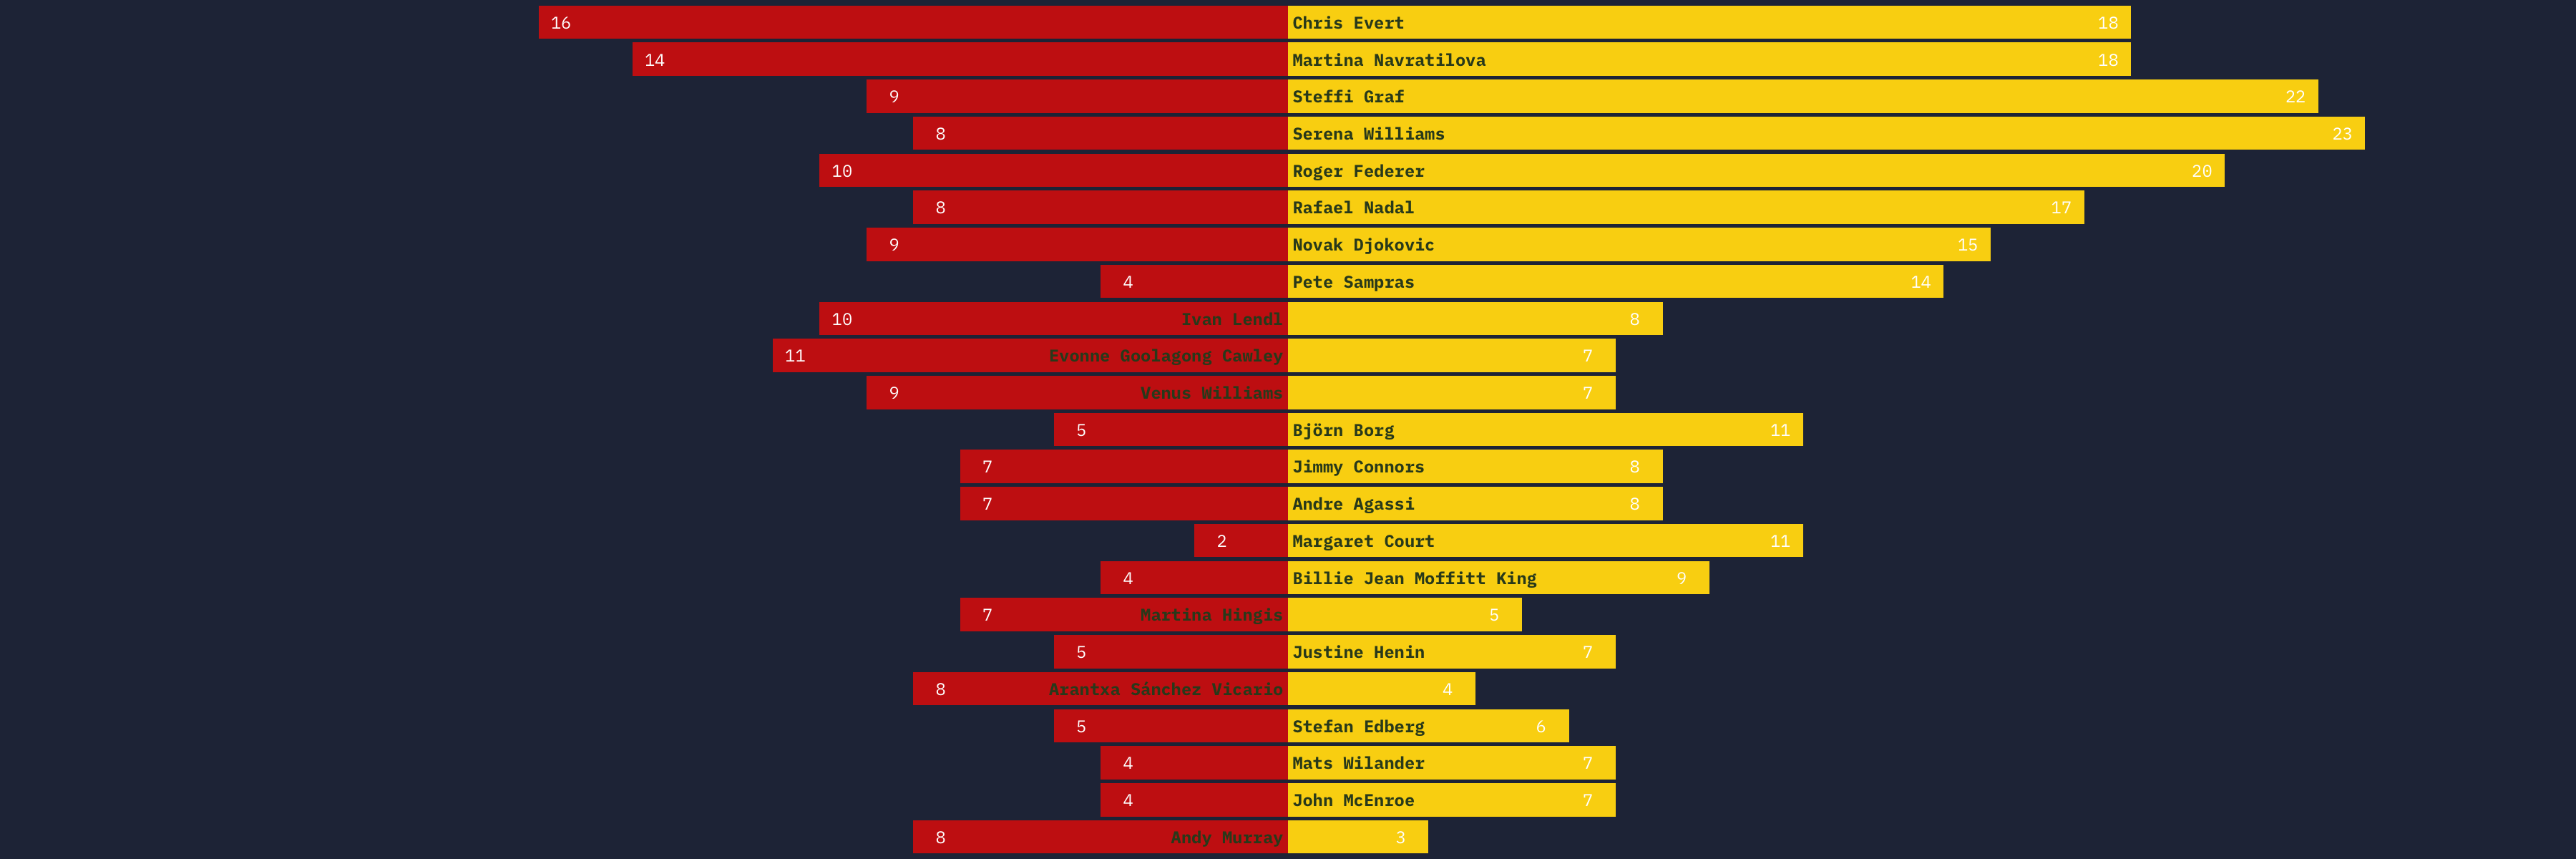 16 Chris Evert 18
14 Martina Navratilova 18
9 Steffi Graf 22
8 Serena Williams 23
10 Roger Federer 20
8 Rafael Nadal 17
9 Novak Djokovic 15
4 Pete Sampras 14
10 Ivan Lendl 8
11 Evonne Goolagong Cawley 7
9 Venus Williams 7
5 Björn Borg 11
7 Jimmy Connors 8
7 Andre Agassi 8
2 Margaret Court 11
4 Billie Jean Moffitt King 9
7 Martina Hingis 5
5 Justine Henin 7
8 Arantxa Sánchez Vicario 4
5 Stefan Edberg 6
4 Mats Wilander 7
4 John McEnroe 7
8 Andy Murray 3